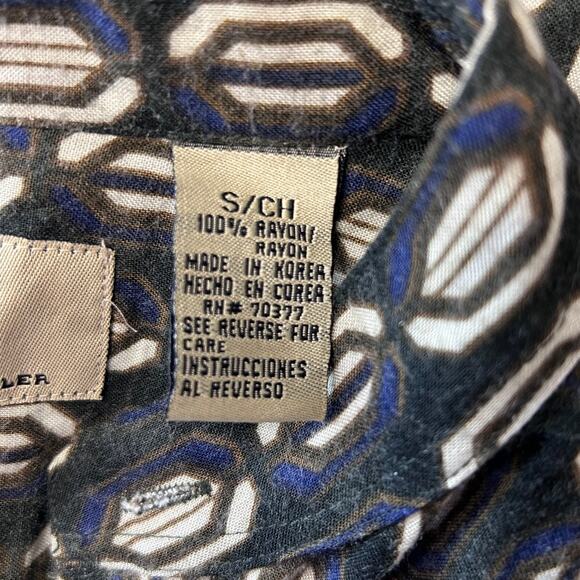 S/CH
100% RAYON/
RAYON
MADE IN KOREA
HECHO EN COREA
RN# 70377
SEE REVERSE FOR
CARE
INSTRUCCIONES
AL REVERSO
LER